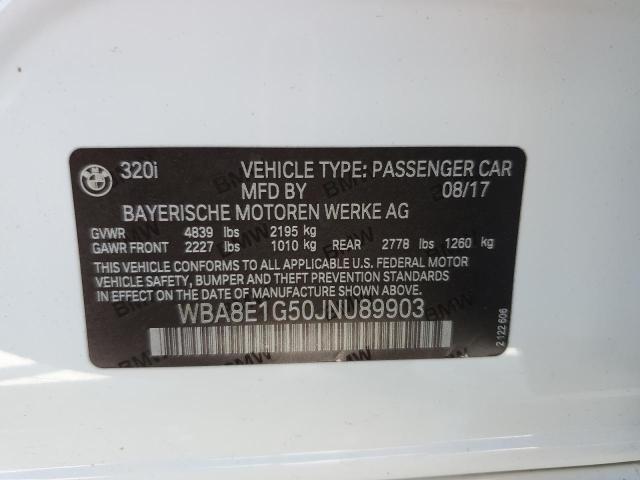 BMW 320i VEHICLE TYPE: PASSENGER CAR
MFD BY 08/17
BAYERISCHE MOTOREN WERKE AG
GVWR 4839 lbs 2195 kg
GAWR FRONT 2227 lbs 1010 kg REAR 2778 lbs 1260 kg
THIS VEHICLE CONFORMS TO ALL APPLICABLE U.S. FEDERAL MOTOR
VEHICLE SAFETY, BUMPER AND THEFT PREVENTION STANDARDS
IN EFFECT ON THE DATE OF MANUFACTURE SHOWN ABOVE.
WBA8E1G50JNU89903
2 122 606